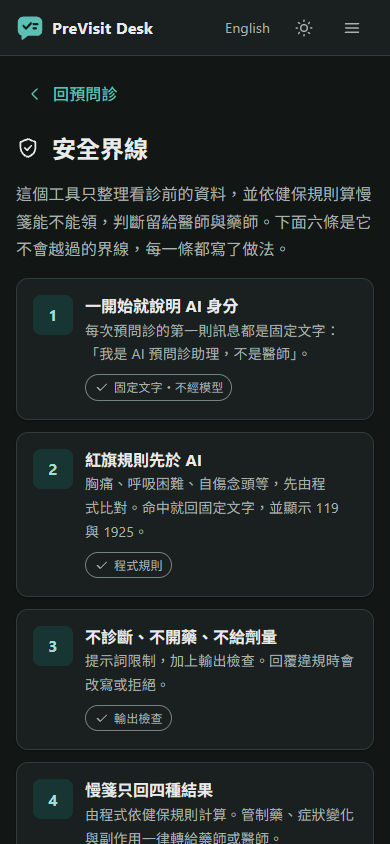 PreVisit Desk
English
回預問診
安全界線
這個工具只整理看診前的資料，並依健保規則算慢
箋能不能領，判斷留給醫師與藥師。下面六條是它
不會越過的界線，每一條都寫了做法。
1
一開始就說明 AI 身分
每次預問診的第一則訊息都是固定文字：
「我是 AI 預問診助理，不是醫師」。
固定文字・不經模型
2
紅旗規則先於 AI
胸痛、呼吸困難、自傷念頭等，先由程
式比對。命中就回固定文字，並顯示 119
與 1925。
程式規則
3
不診斷、不開藥、不給劑量
提示詞限制，加上輸出檢查。回覆違規時會
改寫或拒絕。
輸出檢查
4
慢箋只回四種結果
由程式依健保規則計算。管制藥、症狀變化
與副作用一律轉給藥師或醫師。